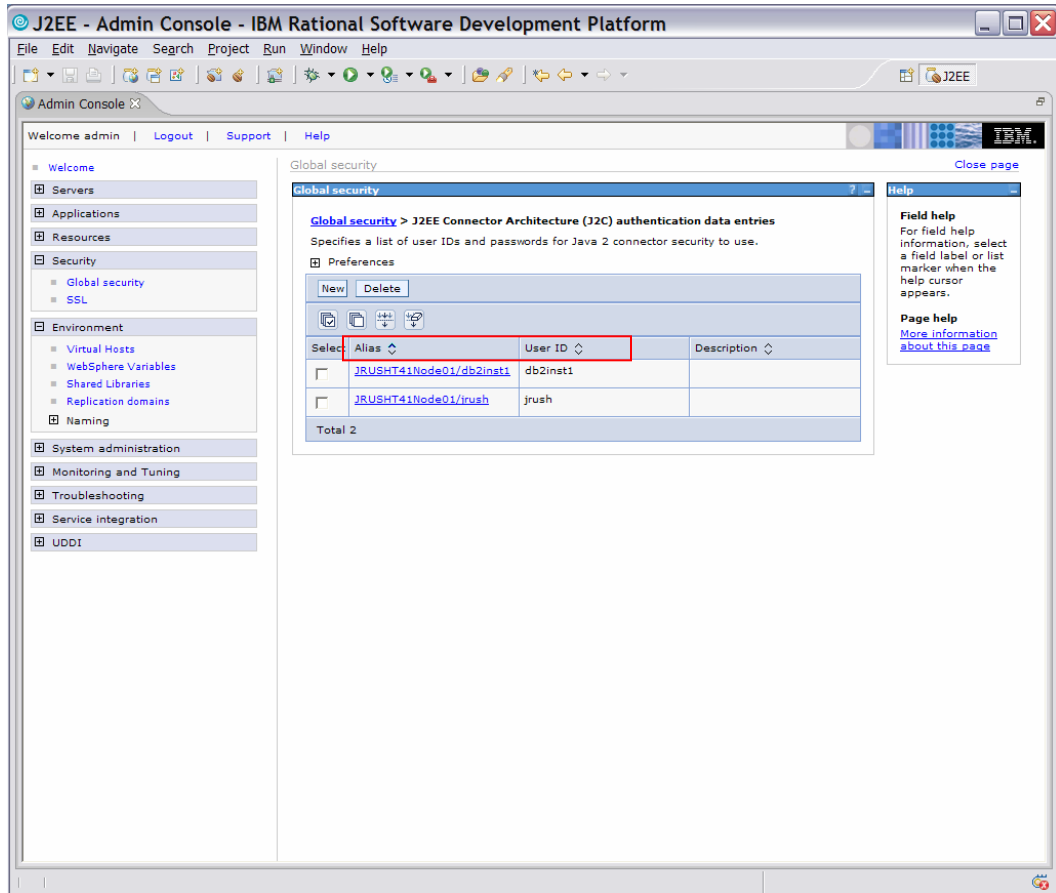 J2EE - Admin Console - IBM Rational Software Development Platform
File Edit Navigate Search Project Run Window Help
J2EE
Admin Console
Welcome admin | Logout | Support | Help
IBM.
Welcome
Servers
Applications
Resources
Security
Global security
SSL
Environment
Virtual Hosts
WebSphere Variables
Shared Libraries
Replication domains
Naming
System administration
Monitoring and Tuning
Troubleshooting
Service integration
UDDI
Global security
Close page
Global security ? _
Global security > J2EE Connector Architecture (J2C) authentication data entries
Specifies a list of user IDs and passwords for Java 2 connector security to use.
Preferences
New Delete
Select Alias User ID Description
JRUSHT41Node01/db2inst1 db2inst1
JRUSHT41Node01/jrush jrush
Total 2
Help _
Field help
For field help
information, select
a field label or list
marker when the
help cursor
appears.
Page help
More information
about this page